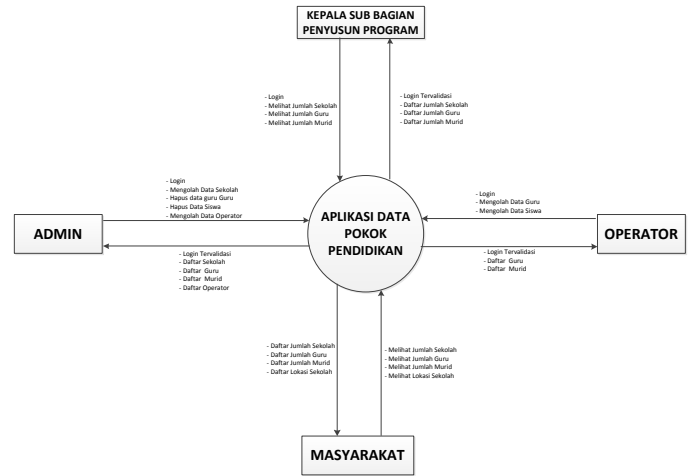 KEPALA SUB BAGIAN
PENYUSUN PROGRAM
- Login
- Melihat Jumlah Sekolah
- Melihat Jumlah Guru
- Melihat Jumlah Murid
- Login Tervalidasi
- Daftar Jumlah Sekolah
- Daftar Jumlah Guru
- Daftar Jumlah Murid
- Login
- Mengolah Data Sekolah
- Hapus data guru Guru
- Hapus Data Siswa
- Mengolah Data Operator
ADMIN
- Login Tervalidasi
- Daftar Sekolah
- Daftar Guru
- Daftar Murid
- Daftar Operator
APLIKASI DATA
POKOK
PENDIDIKAN
- Login
- Mengolah Data Guru
- Mengolah Data Siswa
OPERATOR
- Login Tervalidasi
- Daftar Guru
- Daftar Murid
- Daftar Jumlah Sekolah
- Daftar Jumlah Guru
- Daftar Jumlah Murid
- Daftar Lokasi Sekolah
- Melihat Jumlah Sekolah
- Melihat Jumlah Guru
- Melihat Jumlah Murid
- Melihat Lokasi Sekolah
MASYARAKAT